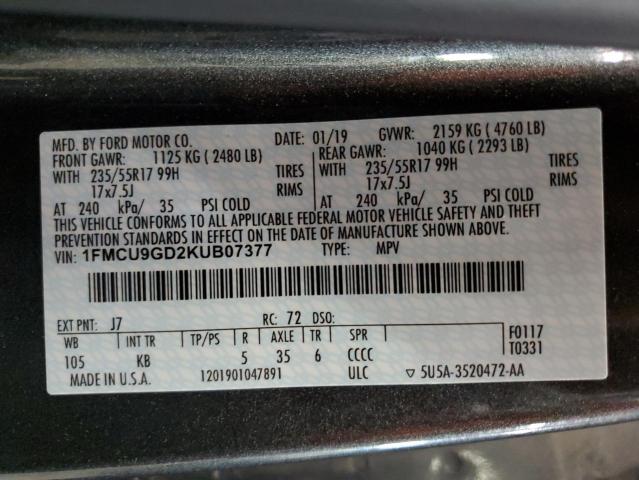 MFD. BY FORD MOTOR CO. DATE: 01/19 GVWR: 2159 KG ( 4760 LB)
FRONT GAWR: 1125 KG ( 2480 LB) REAR GAWR: 1040 KG ( 2293 LB)
WITH 235/55R17 99H TIRES WITH 235/55R17 99H TIRES
17x7.5J RIMS 17x7.5J RIMS
AT 240 kPa/ 35 PSI COLD AT 240 kPa/ 35 PSI COLD
THIS VEHICLE CONFORMS TO ALL APPLICABLE FEDERAL MOTOR VEHICLE SAFETY AND THEFT
PREVENTION STANDARDS IN EFFECT ON THE DATE OF MANUFACTURE SHOWN ABOVE.
VIN: 1FMCU9GD2KUB07377 TYPE: MPV
EXT PNT: J7 RC: 72 DSO: F0117
WB INT TR TP/PS R AXLE TR SPR T0331
105 KB 5 35 6 CCCC
MADE IN U.S.A. 1201901047891 ULC ▽ 5U5A-3520472-AA